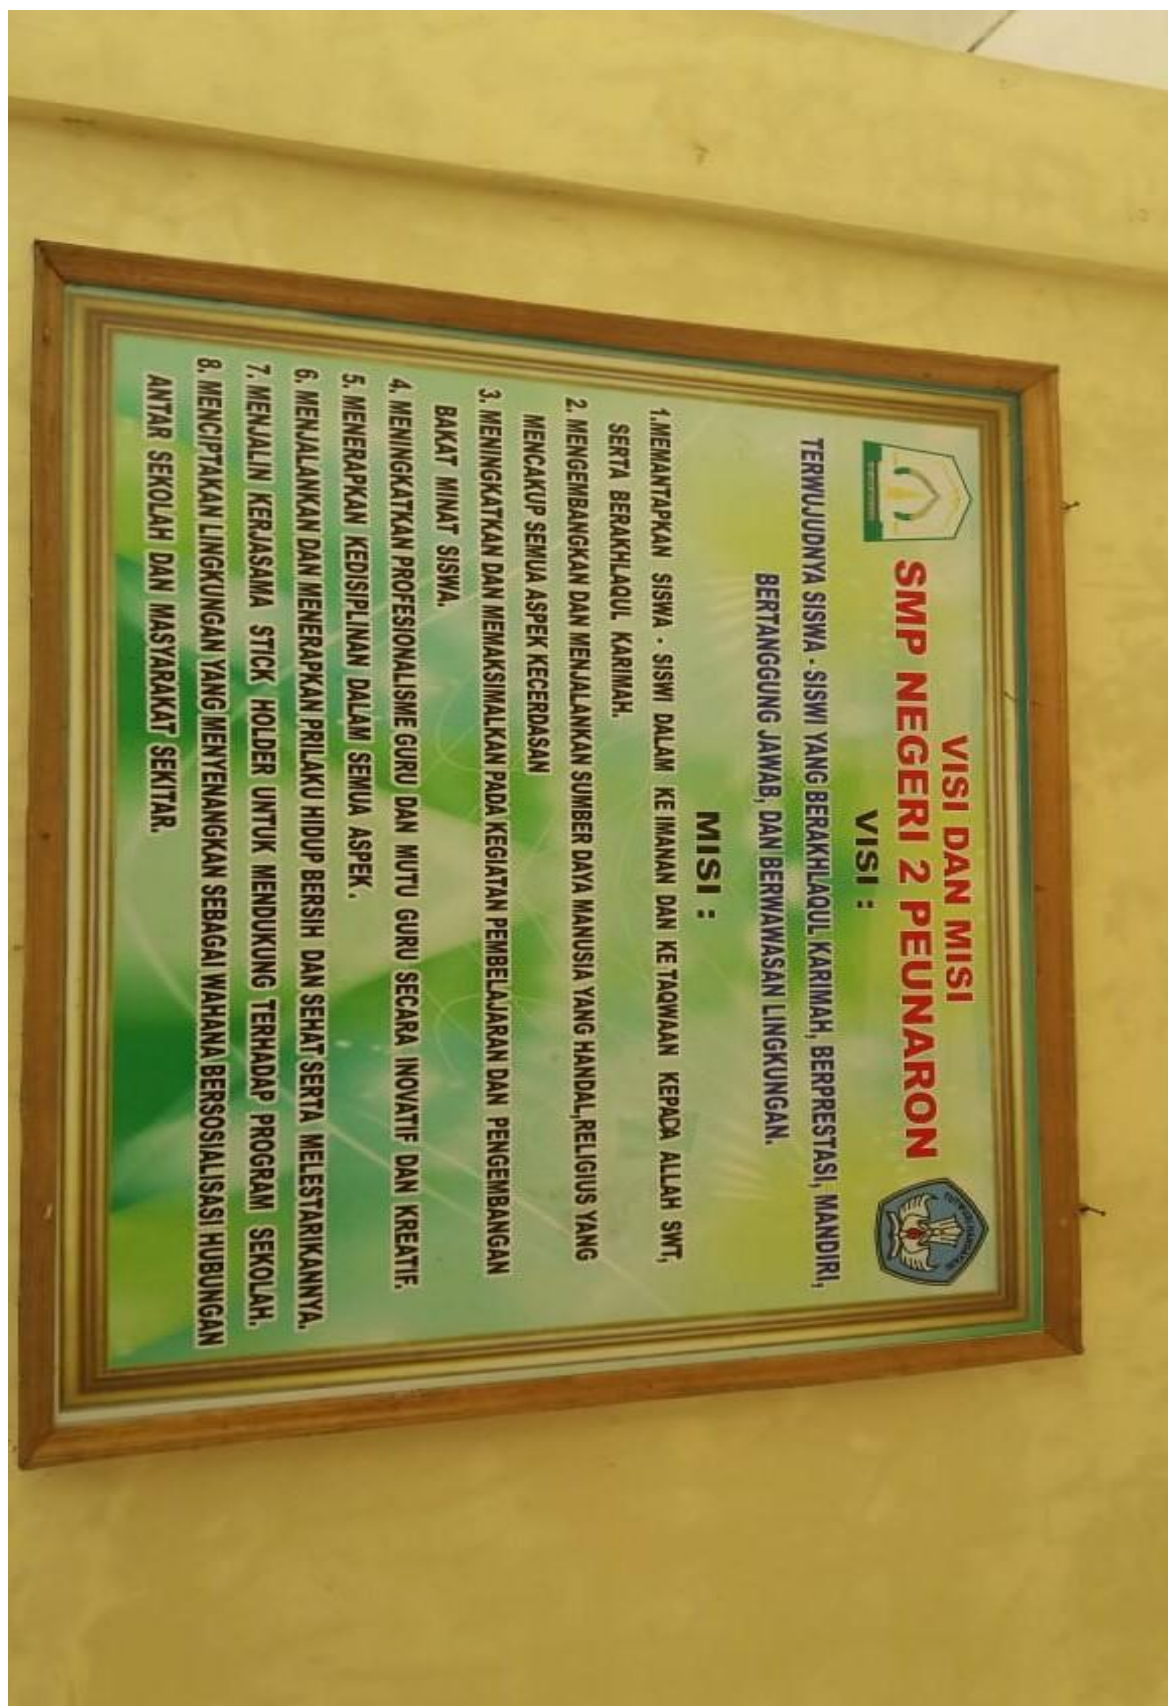 VISI DAN MISI
SMP NEGERI 2 PEUNARON
VISI :
TERWUJUDNYA SISWA - SISWI YANG BERAKHLAQUL KARIMAH, BERPRESTASI, MANDIRI,
BERTANGGUNG JAWAB, DAN BERWAWASAN LINGKUNGAN.
MISI :
1.MEMANTAPKAN SISWA - SISWI DALAM KE IMANAN DAN KE TAQWAAN KEPADA ALLAH SWT,
SERTA BERAKHLAQUL KARIMAH.
2. MENGEMBANGKAN DAN MENJALANKAN SUMBER DAYA MANUSIA YANG HANDAL,RELIGIUS YANG
MENCAKUP SEMUA ASPEK KECERDASAN
3. MENINGKATKAN DAN MEMAKSIMALKAN PADA KEGIATAN PEMBELAJARAN DAN PENGEMBANGAN
BAKAT MINAT SISWA.
4. MENINGKATKAN PROFESIONALISME GURU DAN MUTU GURU SECARA INOVATIF DAN KREATIF.
5. MENERAPKAN KEDISIPLINAN DALAM SEMUA ASPEK.
6. MENJALANKAN DAN MENERAPKAN PRILAKU HIDUP BERSIH DAN SEHAT SERTA MELESTARIKANNYA.
7. MENJALIN KERJASAMA STICK HOLDER UNTUK MENDUKUNG TERHADAP PROGRAM SEKOLAH.
8. MENCIPTAKAN LINGKUNGAN YANG MENYENANGKAN SEBAGAI WAHANA BERSOSIALISASI HUBUNGAN
ANTAR SEKOLAH DAN MASYARAKAT SEKITAR.
TUT WURI HANDAYANI